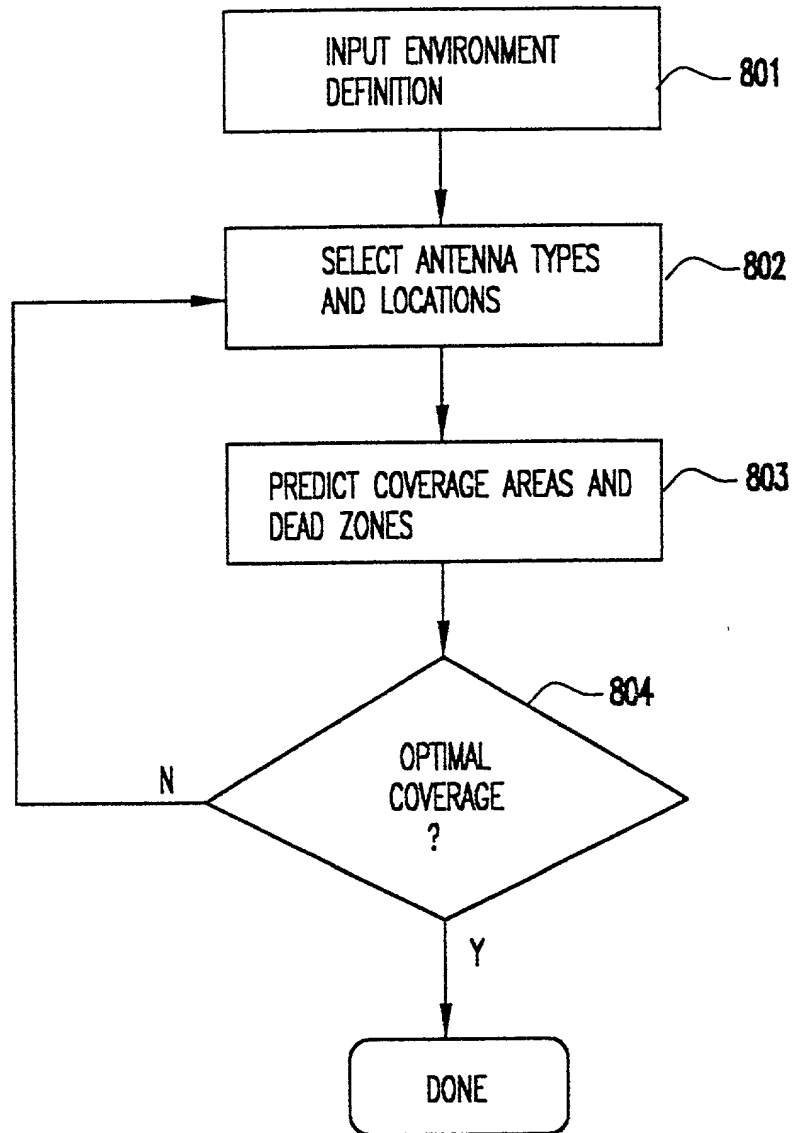 INPUT ENVIRONMENT
DEFINITION
801
SELECT ANTENNA TYPES
AND LOCATIONS
802
PREDICT COVERAGE AREAS AND
DEAD ZONES
803
804
OPTIMAL
COVERAGE
?
N
Y
DONE